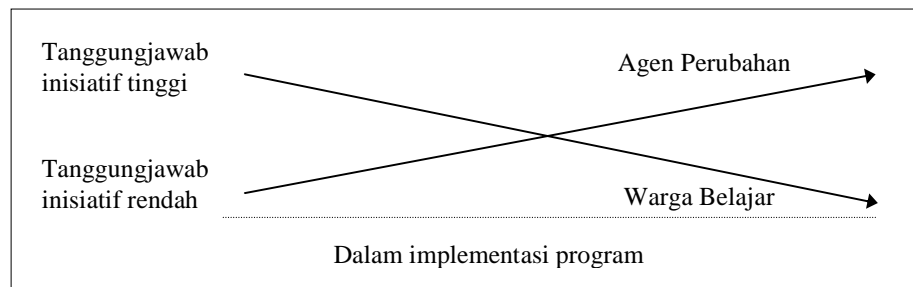 Tanggungjawab
inisiatif tinggi
Agen Perubahan
Tanggungjawab
inisiatif rendah
Warga Belajar
Dalam implementasi program